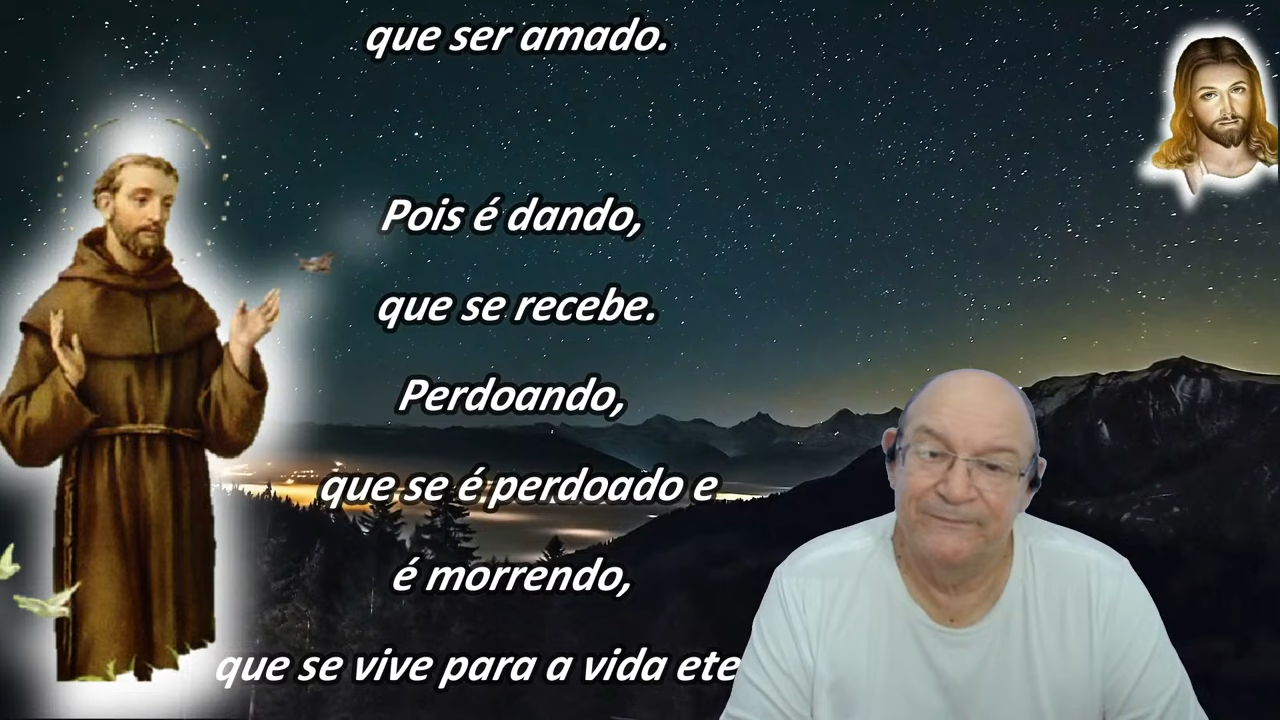 que ser amado.
Pois é dando,
que se recebe.
Perdoando,
que se é perdoado e
é morrendo,
que se vive para a vida ete